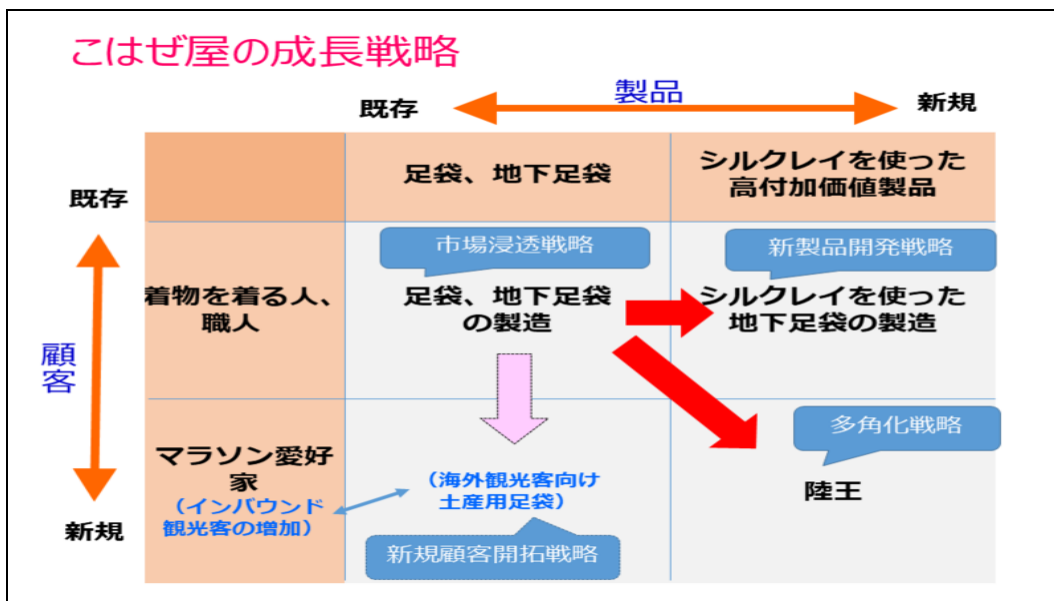 こはぜ屋の成長戦略
製品
既存
新規
足袋、地下足袋
シルクレイを使った
高付加価値製品
既存
市場浸透戦略
新製品開発戦略
着物を着る人、
職人
足袋、地下足袋
の製造
シルクレイを使った
地下足袋の製造
顧
客
多角化戦略
マラソン愛好
家
(インバウンド
観光客の増加)
(海外観光客向け
土産用足袋)
陸王
新規
新規顧客開拓戦略